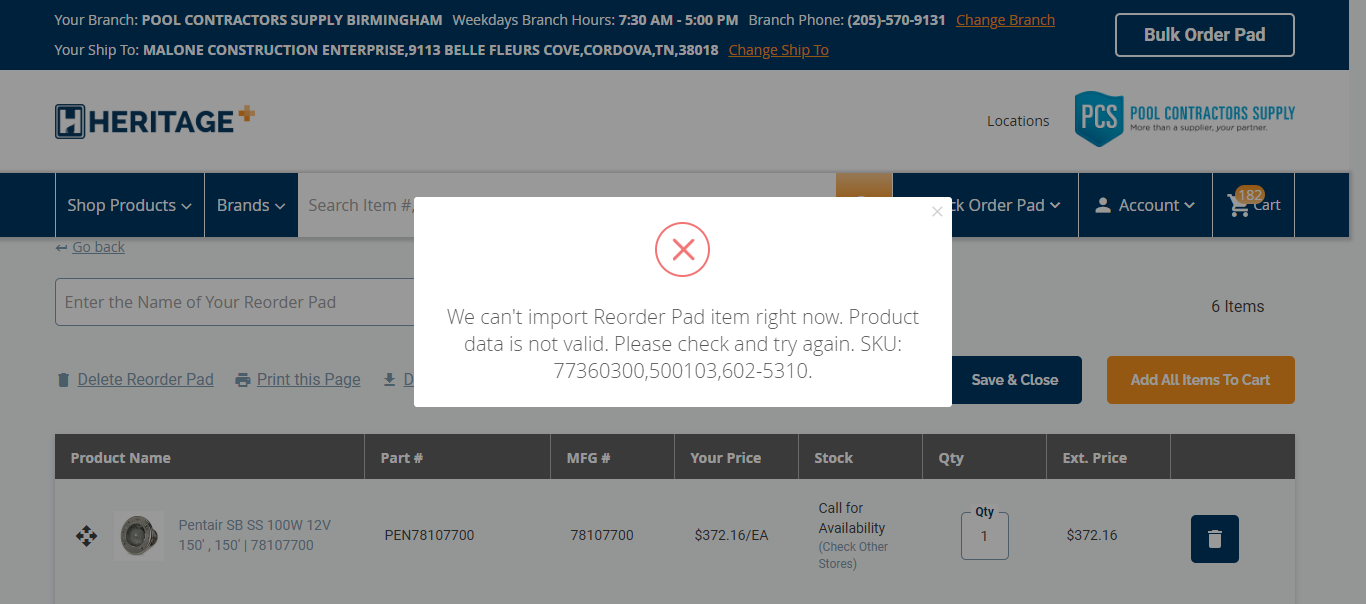 Your Branch: POOL CONTRACTORS SUPPLY BIRMINGHAM Weekdays Branch Hours: 7:30 AM - 5:00 PM Branch Phone: (205)-570-9131 Change Branch
Your Ship To: MALONE CONSTRUCTION ENTERPRISE,9113 BELLE FLEURS COVE,CORDOVA,TN,38018 Change Ship To
Bulk Order Pad
HERITAGE+
Locations
PCS POOL CONTRACTORS SUPPLY
More than a supplier, your partner.
Shop Products
Brands
Search Item #,
Order Pad
Account
182
Cart
Go back
Enter the Name of Your Reorder Pad
6 Items
We can't import Reorder Pad item right now. Product
data is not valid. Please check and try again. SKU:
77360300,500103,602-5310.
Delete Reorder Pad
Print this Page
Save & Close
Add All Items To Cart
Product Name Part # MFG # Your Price Stock Qty Ext. Price
Pentair SB SS 100W 12V
150' , 150' | 78107700
PEN78107700
78107700
$372.16/EA
Call for
Availability
(Check Other
Stores)
Qty
1
$372.16